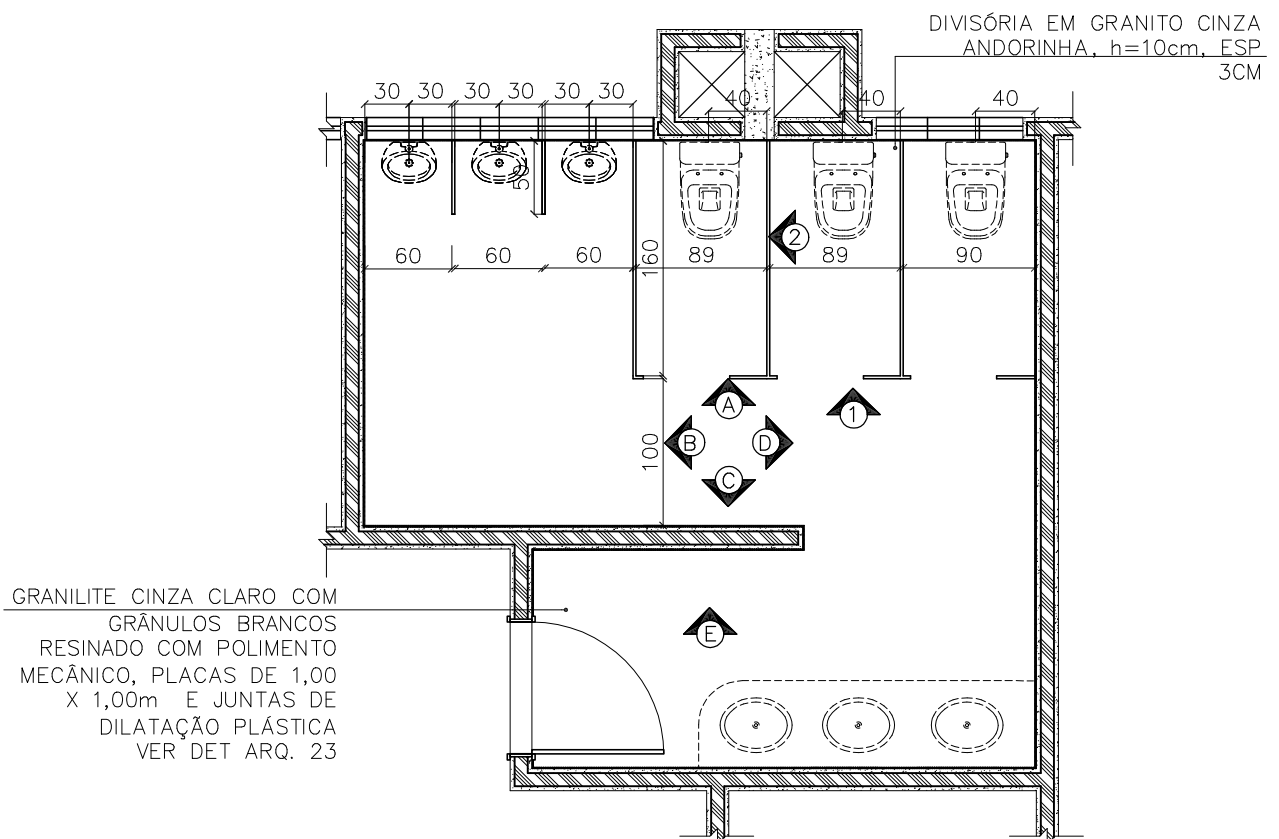 DIVISÓRIA EM GRANITO CINZA
ANDORINHA, h=10cm, ESP
3CM
30 30 30 30 30 30
40 40 40
50
2
60 60 60 89 89 90
160
A
1
B D
100
C
GRANILITE CINZA CLARO COM
GRÂNULOS BRANCOS
RESINADO COM POLIMENTO
MECÂNICO, PLACAS DE 1,00
X 1,00m E JUNTAS DE
DILATAÇÃO PLÁSTICA
VER DET ARQ. 23
E